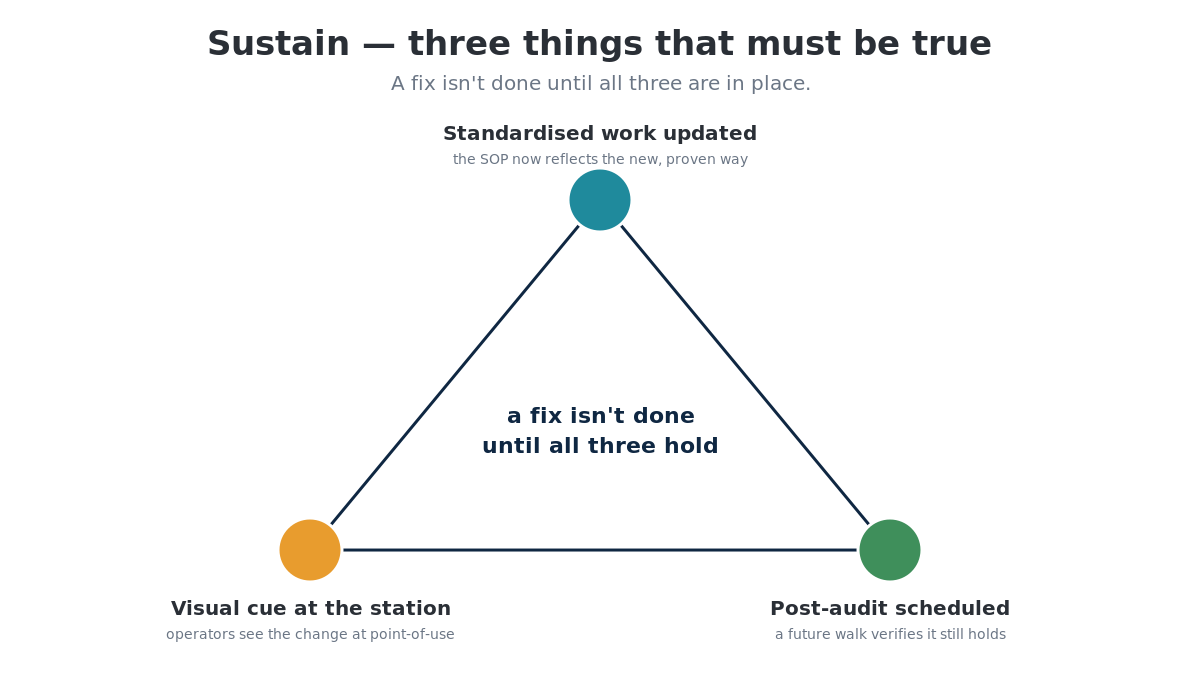 Sustain — three things that must be true
A fix isn't done until all three are in place.
Standardised work updated
the SOP now reflects the new, proven way
a fix isn't done
until all three hold
Visual cue at the station
operators see the change at point-of-use
Post-audit scheduled
a future walk verifies it still holds